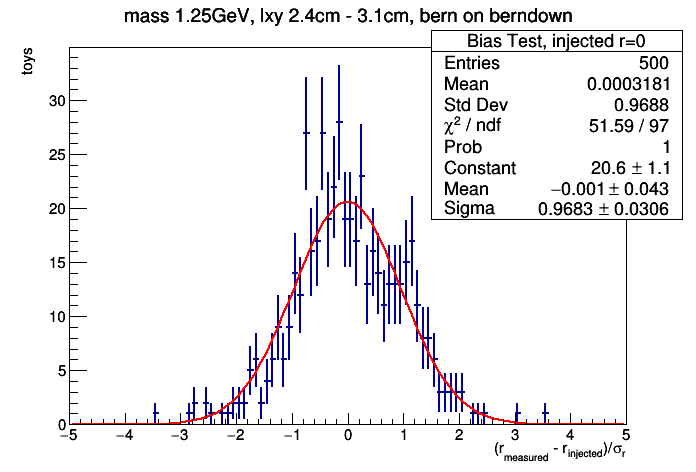 mass 1.25GeV, lxy 2.4cm - 3.1cm, bern on berndown
Bias Test, injected r=0
Entries 500
Mean 0.0003181
Std Dev 0.9688
χ² / ndf 51.59 / 97
Prob 1
Constant 20.6 ± 1.1
Mean −0.001 ± 0.043
Sigma 0.9683 ± 0.0306
toys
30
25
20
15
10
5
0
−5 −4 −3 −2 −1 0 1 2 3 4 5
(r_measured - r_injected)/σ_r